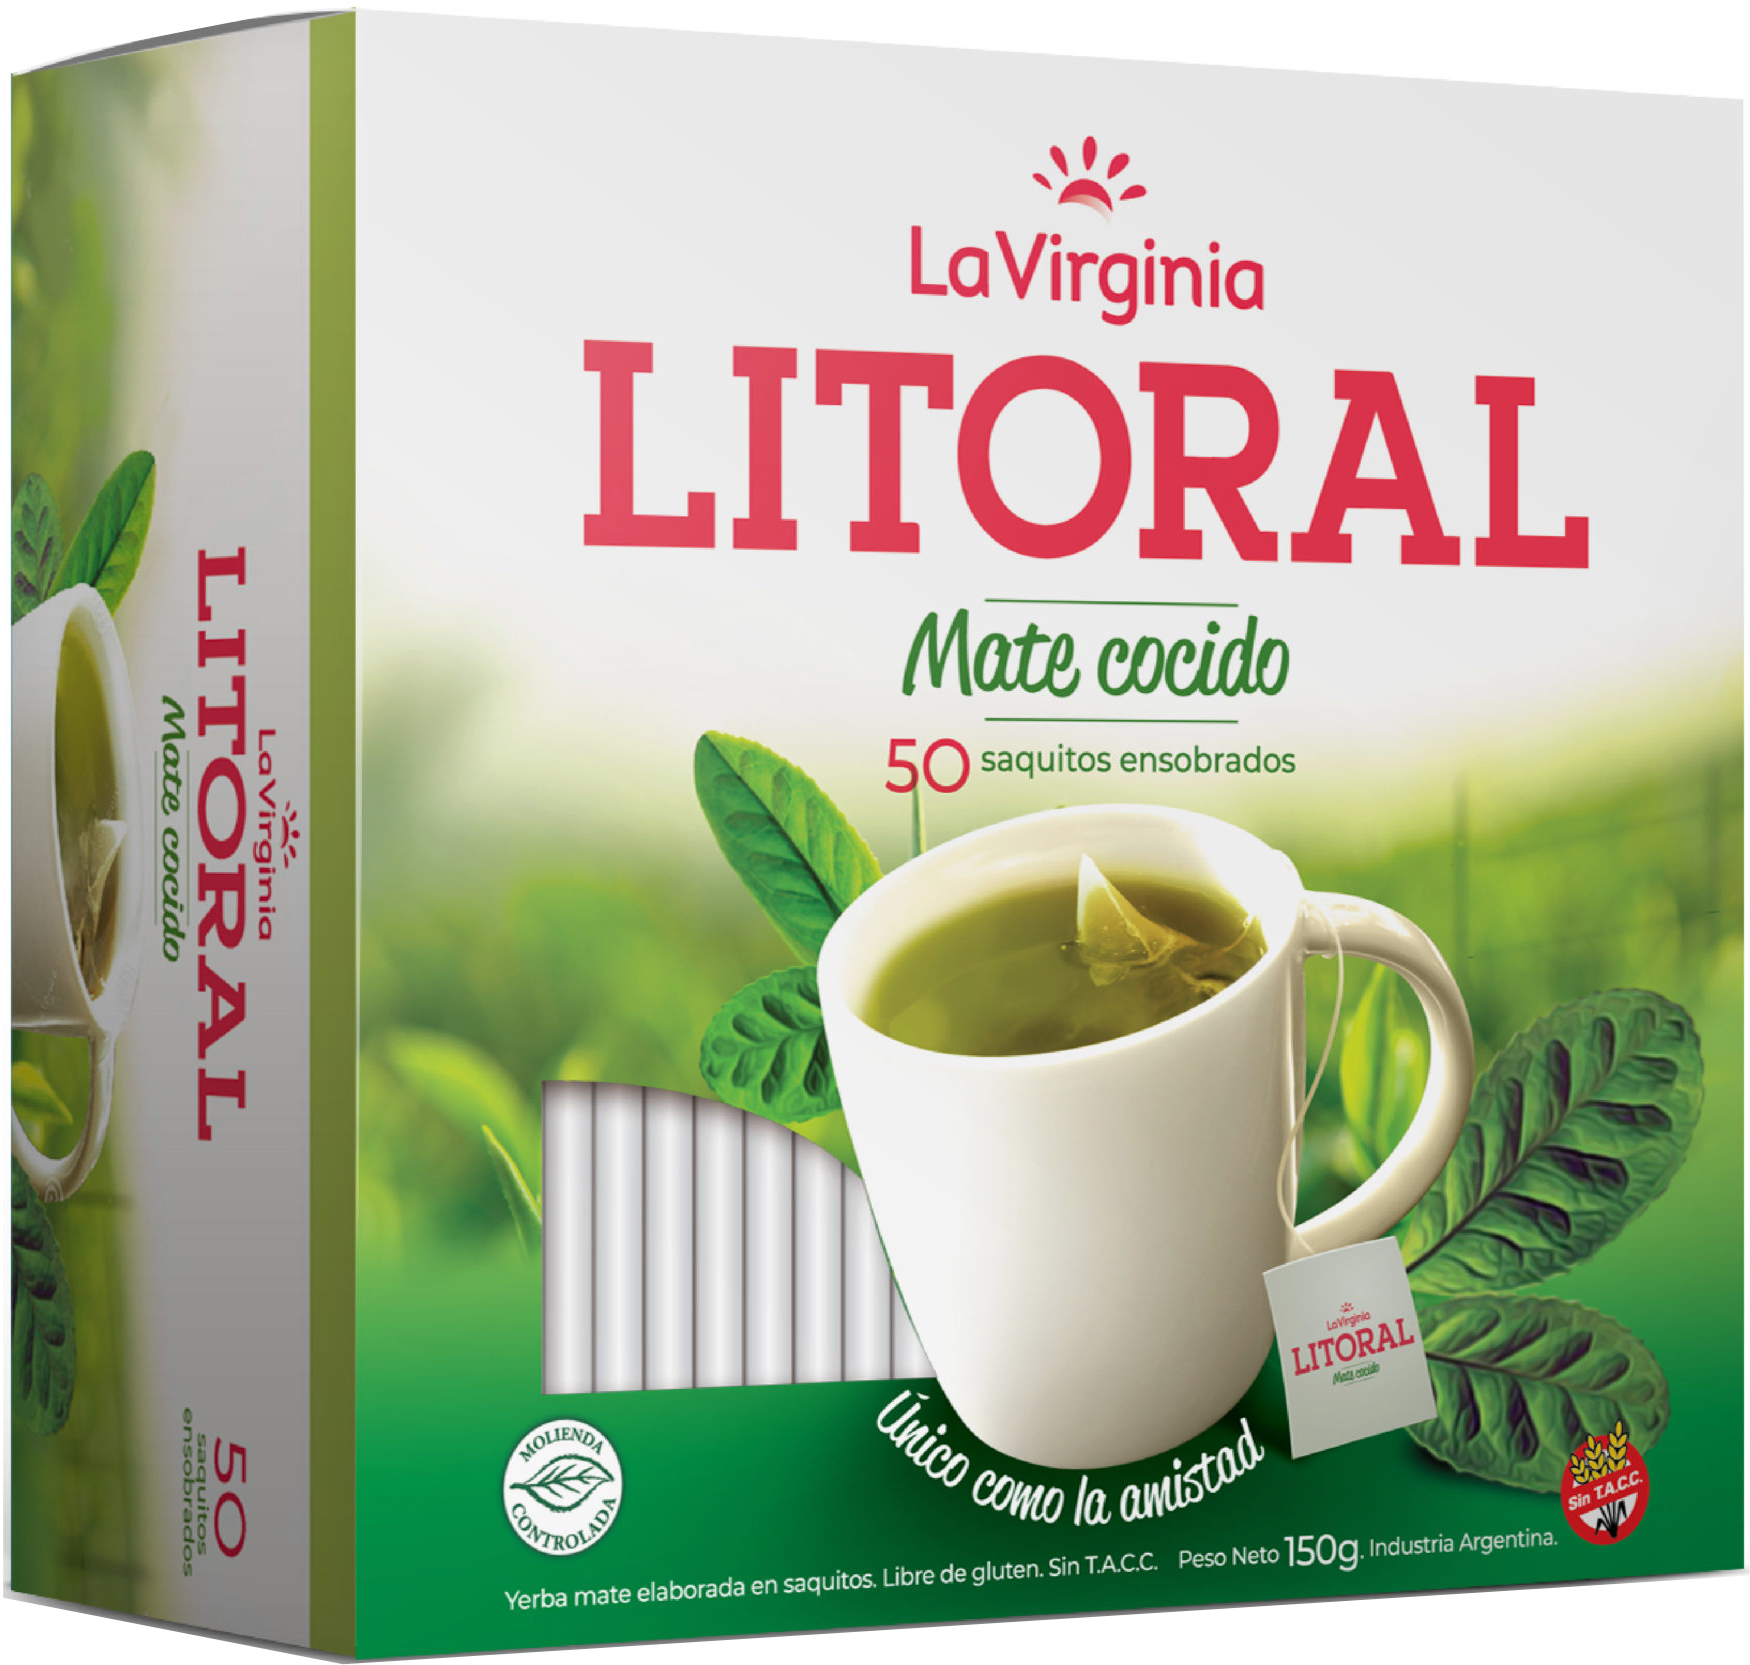 LaVirginia
LITORAL
Mate cocido
50 saquitos ensobrados
LaVirginia
LITORAL
Mate cocido
Único como la amistad
MOLIENDA
CONTROLADA
Sin T.A.C.C.
Yerba mate elaborada en saquitos. Libre de gluten. Sin T.A.C.C. Peso Neto 150g. Industria Argentina.
LaVirginia
LITORAL
Mate cocido
50
saquitos
ensobrados